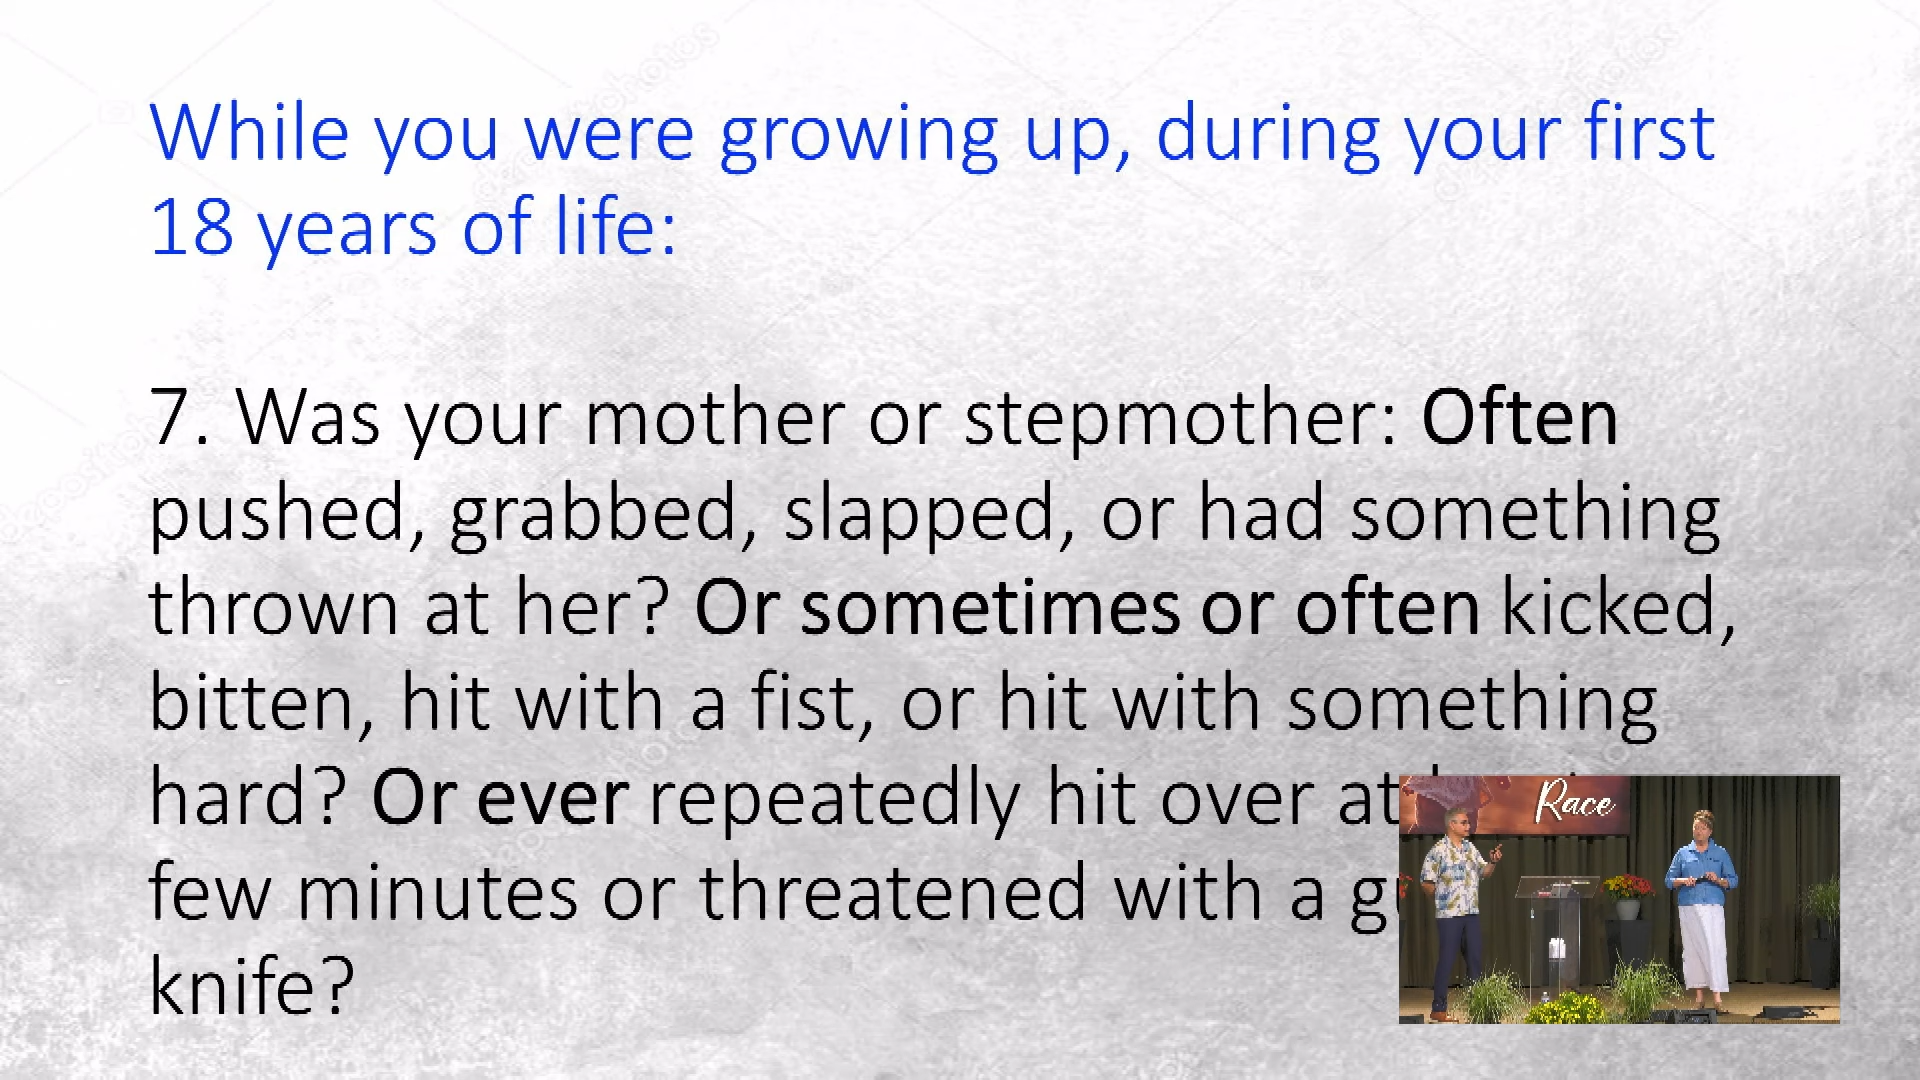 While you were growing up, during your first
18 years of life:
7. Was your mother or stepmother: Often
pushed, grabbed, slapped, or had something
thrown at her? Or sometimes or often kicked,
bitten, hit with a fist, or hit with something
hard? Or ever repeatedly hit over at
few minutes or threatened with a
knife?
Race
depositphotos